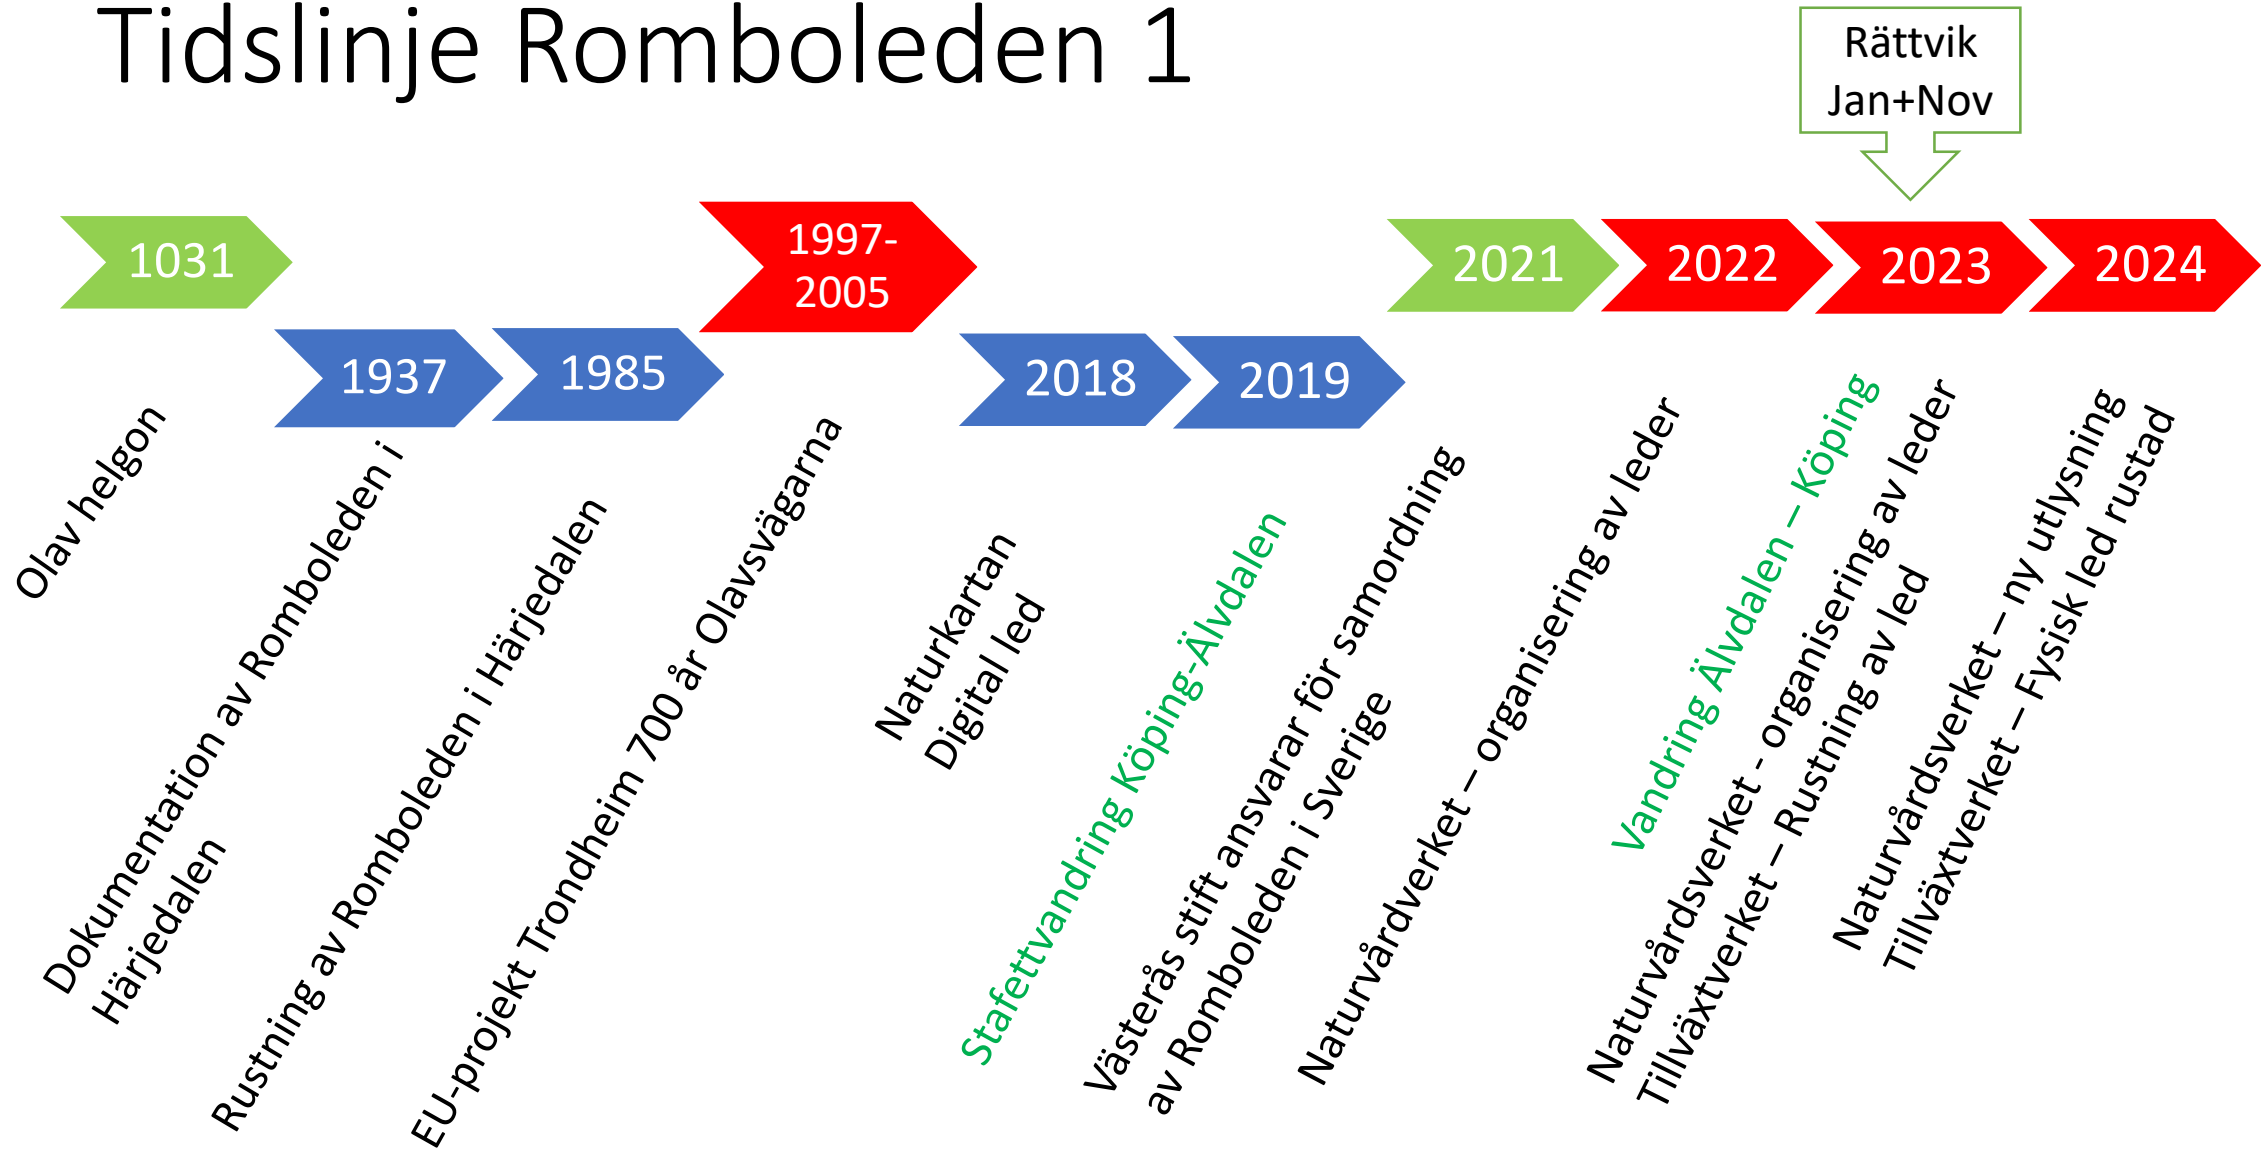 Tidslinje Romboleden 1
Rättvik
Jan+Nov
1031
1937
1985
1997-
2005
2018
2019
2021
2022
2023
2024
Olav helgon
Dokumentation av Romboleden i
Härjedalen
Rustning av Romboleden i Härjedalen
EU-projekt Trondheim 700 år Olavsvägarna
Naturkartan
Digital led
Stafettvandring Köping-Älvdalen
Västerås stift ansvarar för samordning
av Romboleden i Sverige
Naturvårdverket – organisering av leder
Vandring Älvdalen – Köping
Naturvårdsverket - organisering av leder
Tillväxtverket – Rustning av led
Naturvårdsverket – ny utlysning
Tillväxtverket – Fysisk led rustad